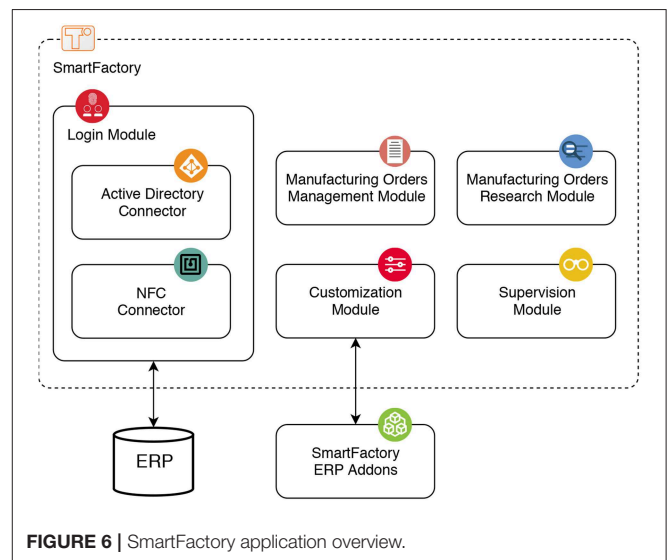 SmartFactory
Login Module
Active Directory
Connector
NFC
Connector
Manufacturing Orders
Management Module
Manufacturing Orders
Research Module
Customization
Module
Supervision
Module
ERP
SmartFactory
ERP Addons
FIGURE 6 | SmartFactory application overview.